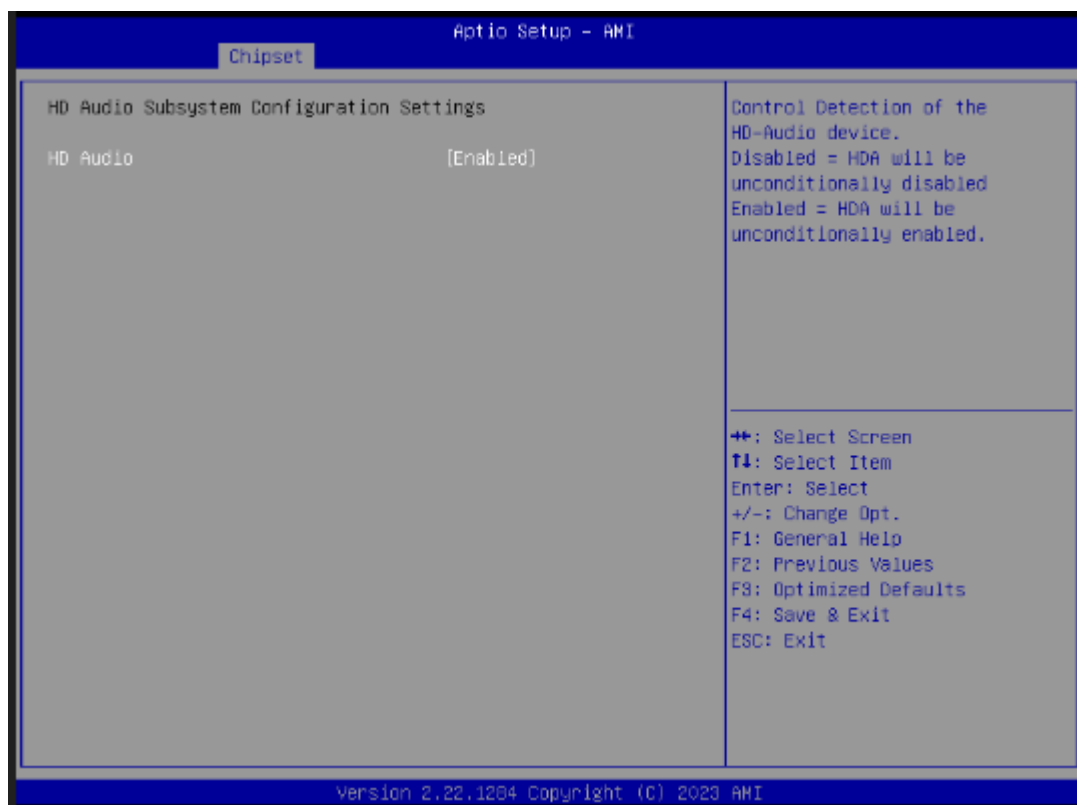 Aptio Setup - AMI
Chipset
HD Audio Subsystem Configuration Settings
HD Audio [Enabled]
Control Detection of the
HD-Audio device.
Disabled = HDA will be
unconditionally disabled
Enabled = HDA will be
unconditionally enabled.
→←: Select Screen
↑↓: Select Item
Enter: Select
+/-: Change Opt.
F1: General Help
F2: Previous Values
F3: Optimized Defaults
F4: Save & Exit
ESC: Exit
Version 2.22.1284 Copyright (C) 2023 AMI